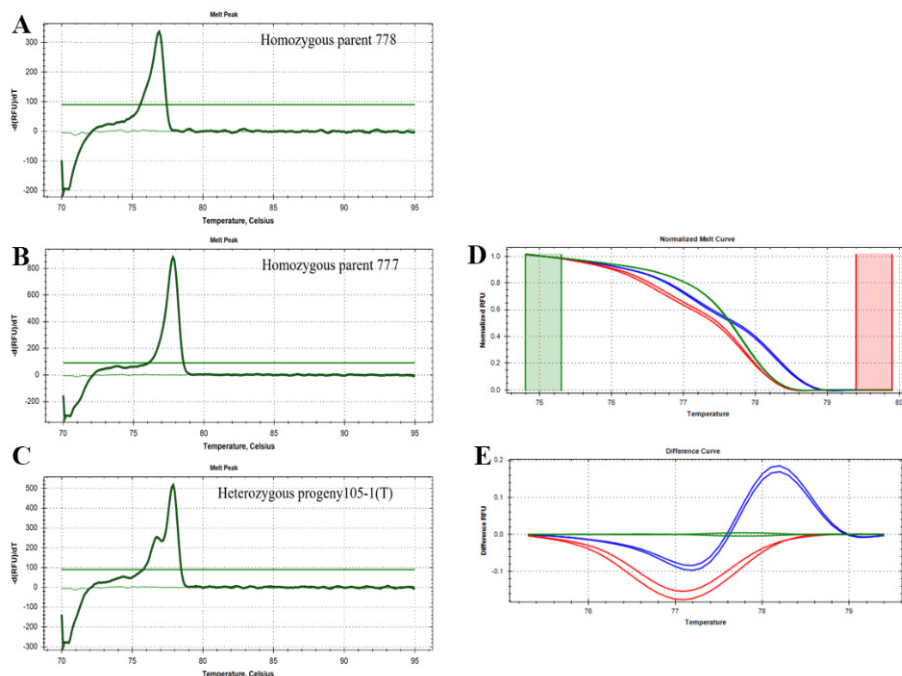 A
Melt Peak
Homozygous parent 778
300
200
100
0
-100
-200
-d(RFU)/dT
70 75 80 85 90 95
Temperature, Celsius
B
Melt Peak
Homozygous parent 777
800
600
400
200
0
-200
-d(RFU)/dT
70 75 80 85 90 95
Temperature, Celsius
C
Melt Peak
Heterozygous progeny105-1(T)
500
400
300
200
100
0
-100
-200
-300
-d(RFU)/dT
70 75 80 85 90 95
Temperature, Celsius
D
Normalized Melt Curve
1.0
0.8
0.6
0.4
0.2
0.0
Normalized RFU
75 76 77 78 79 80
Temperature
E
Difference Curve
0.2
0.1
0.0
-0.1
Difference RFU
76 77 78 79
Temperature